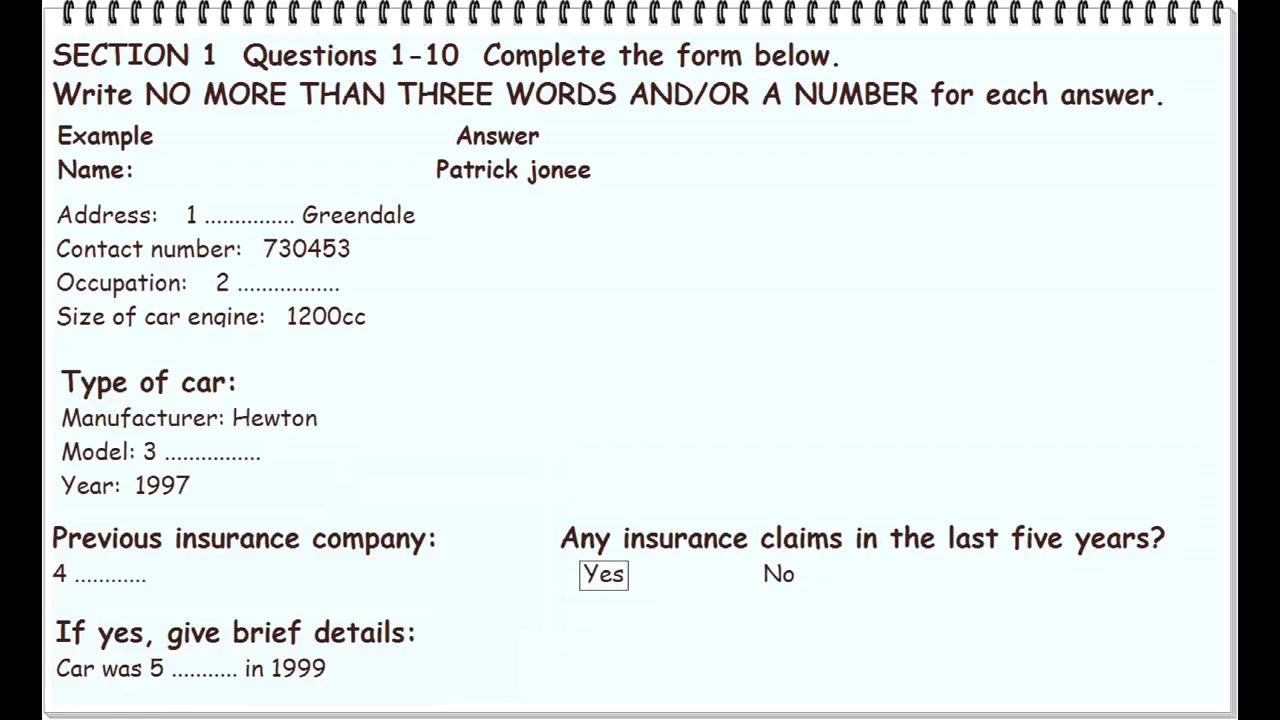 SECTION 1 Questions 1-10 Complete the form below.
Write NO MORE THAN THREE WORDS AND/OR A NUMBER for each answer.
Example Answer
Name: Patrick jonee
Address: 1 ............... Greendale
Contact number: 730453
Occupation: 2 .................
Size of car engine: 1200cc
Type of car:
Manufacturer: Hewton
Model: 3 ................
Year: 1997
Previous insurance company:
4 ............
Any insurance claims in the last five years?
Yes No
If yes, give brief details:
Car was 5 ........... in 1999